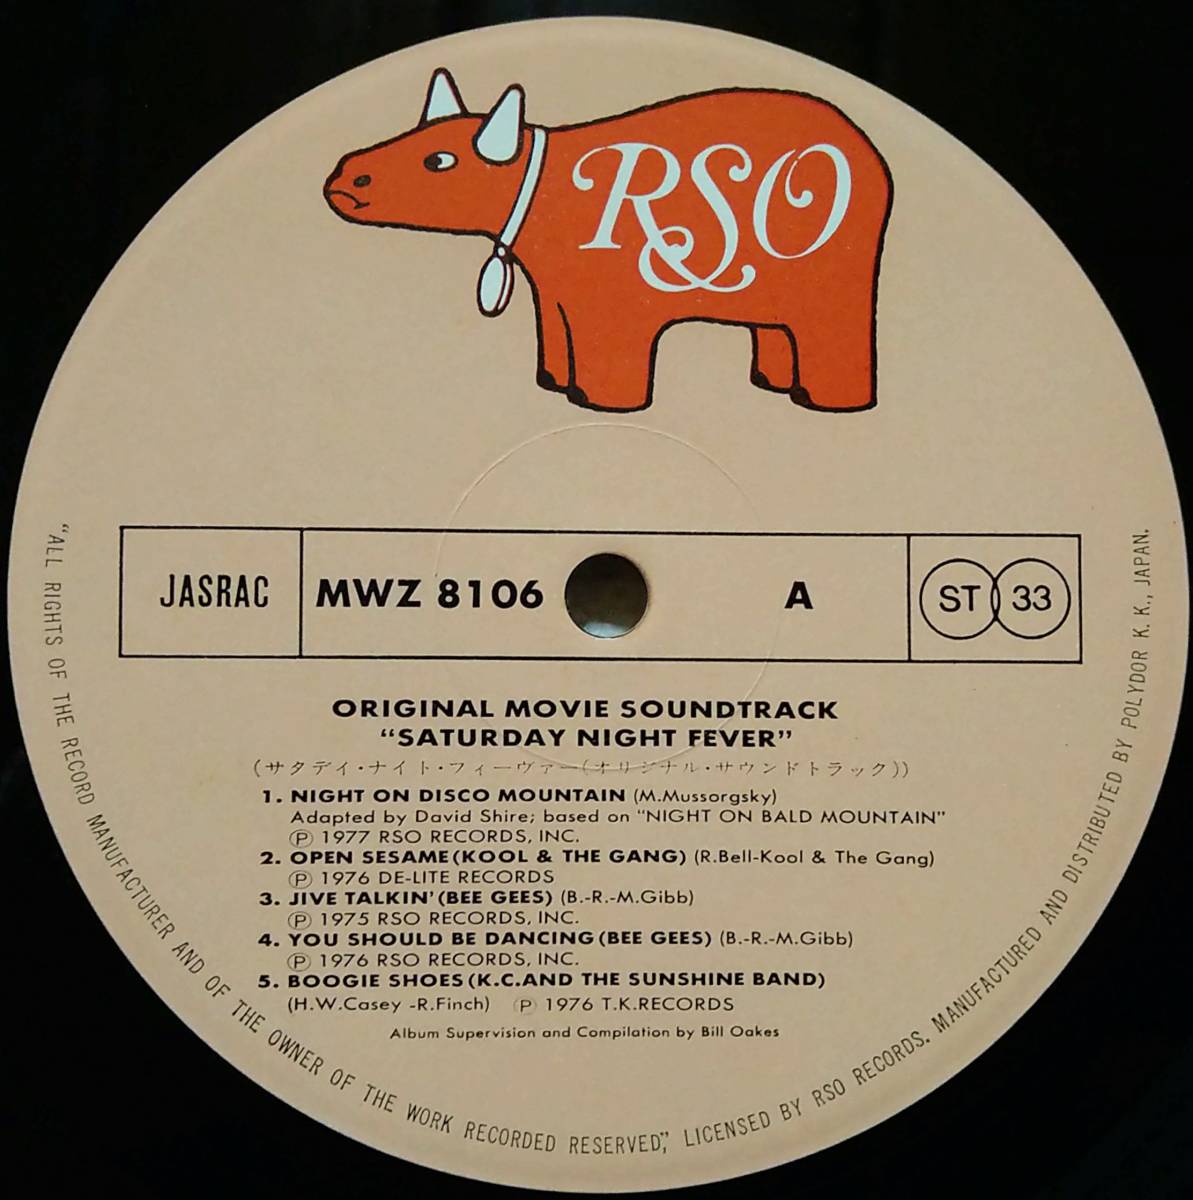 RSO
JASRAC
MWZ 8106
A
ST 33
ORIGINAL MOVIE SOUNDTRACK
“SATURDAY NIGHT FEVER”
(サタデイ・ナイト・フィーヴァー(オリジナル・サウンドトラック))
1. NIGHT ON DISCO MOUNTAIN (M.Mussorgsky)
Adapted by David Shire; based on “NIGHT ON BALD MOUNTAIN”
Ⓟ 1977 RSO RECORDS, INC.
2. OPEN SESAME(KOOL & THE GANG) (R.Bell-Kool & The Gang)
Ⓟ 1976 DE-LITE RECORDS
3. JIVE TALKIN’(BEE GEES) (B.-R.-M.Gibb)
Ⓟ 1975 RSO RECORDS, INC.
4. YOU SHOULD BE DANCING(BEE GEES) (B.-R.-M.Gibb)
Ⓟ 1976 RSO RECORDS, INC.
5. BOOGIE SHOES(K.C.AND THE SUNSHINE BAND)
(H.W.Casey -R.Finch) Ⓟ 1976 T.K.RECORDS
Album Supervision and Compilation by Bill Oakes
“ALL RIGHTS OF THE RECORD MANUFACTURER AND OF THE OWNER OF THE WORK RECORDED RESERVED,” LICENSED BY RSO RECORDS. MANUFACTURED AND DISTRIBUTED BY POLYDOR K. K., JAPAN.